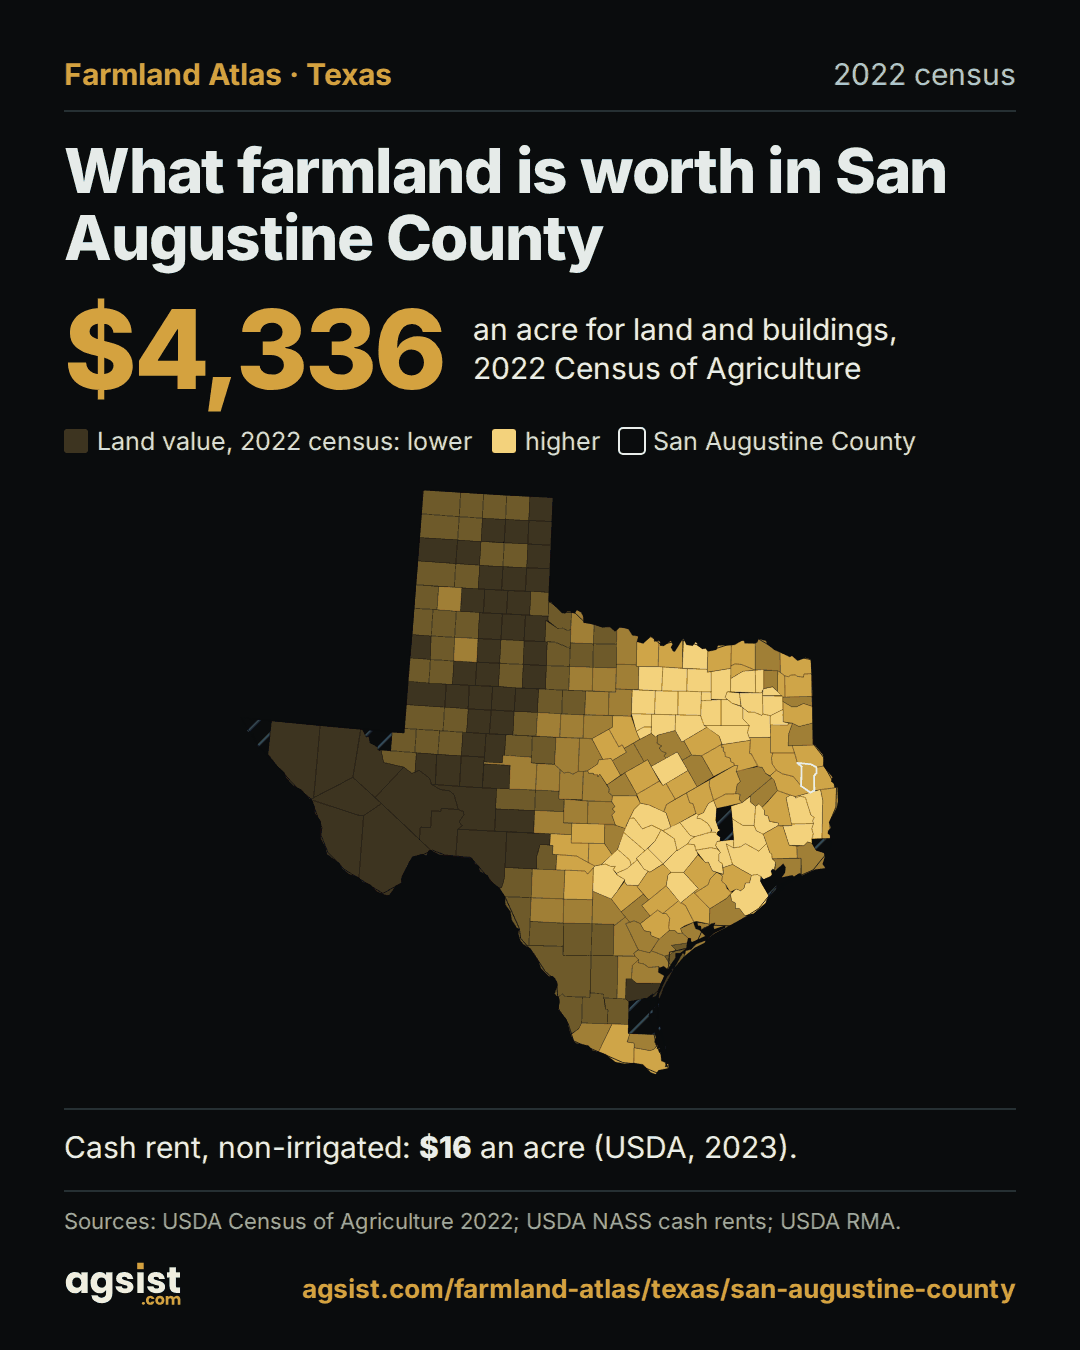 Farmland Atlas · Texas
2022 census
What farmland is worth in San
Augustine County
$4,336
an acre for land and buildings,
2022 Census of Agriculture
Land value, 2022 census: lower
higher
San Augustine County
Cash rent, non-irrigated: $16 an acre (USDA, 2023).
Sources: USDA Census of Agriculture 2022; USDA NASS cash rents; USDA RMA.
agsist
.com
agsist.com/farmland-atlas/texas/san-augustine-county